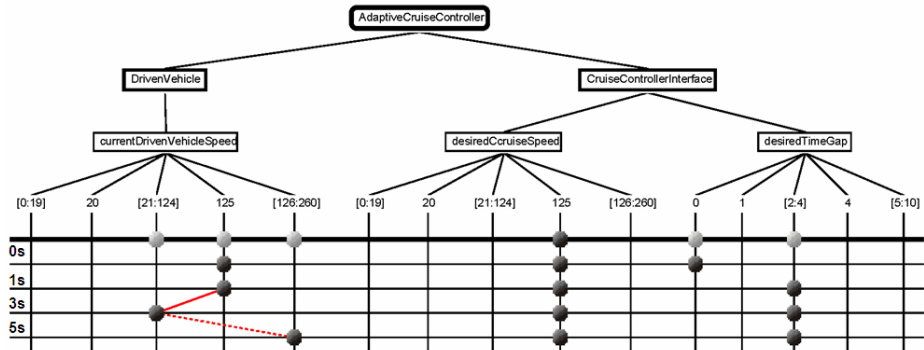 AdaptiveCruiseController
DrivenVehicle CruiseControllerInterface
currentDrivenVehicleSpeed desiredCcruiseSpeed desiredTimeGap
[0:19] 20 [21:124] 125 [126:260] [0:19] 20 [21:124] 125 [126:260] 0 1 [2:4] 4 [5:10]
0s
1s
3s
5s